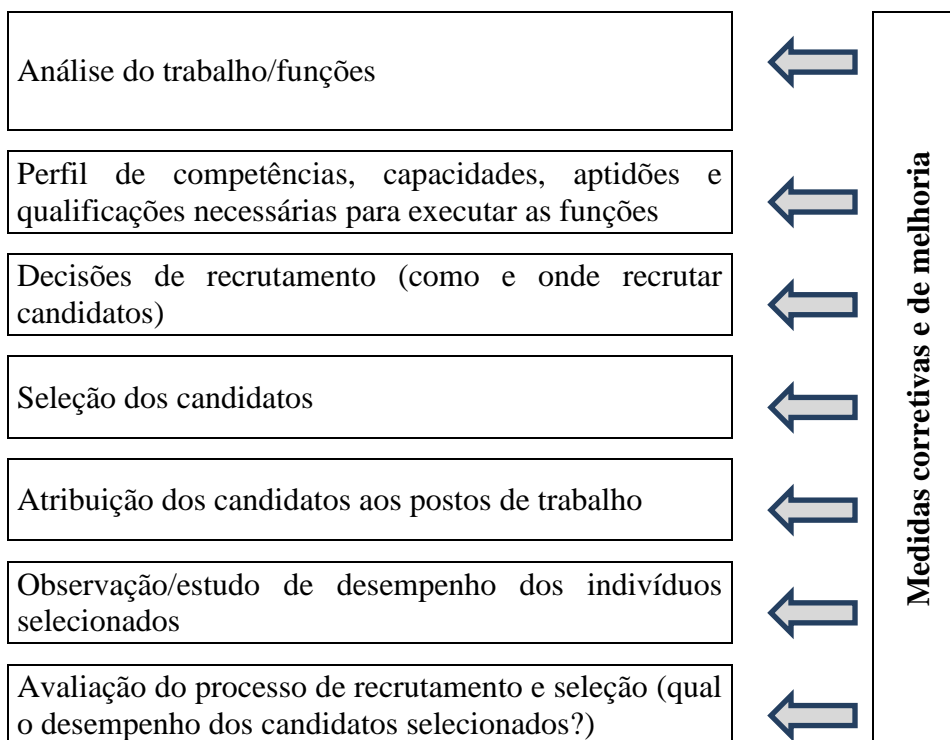 Análise do trabalho/funções
Perfil de competências, capacidades, aptidões e
qualificações necessárias para executar as funções
Decisões de recrutamento (como e onde recrutar
candidatos)
Seleção dos candidatos
Atribuição dos candidatos aos postos de trabalho
Observação/estudo de desempenho dos indivíduos
selecionados
Avaliação do processo de recrutamento e seleção (qual
o desempenho dos candidatos selecionados?)
Medidas corretivas e de melhoria